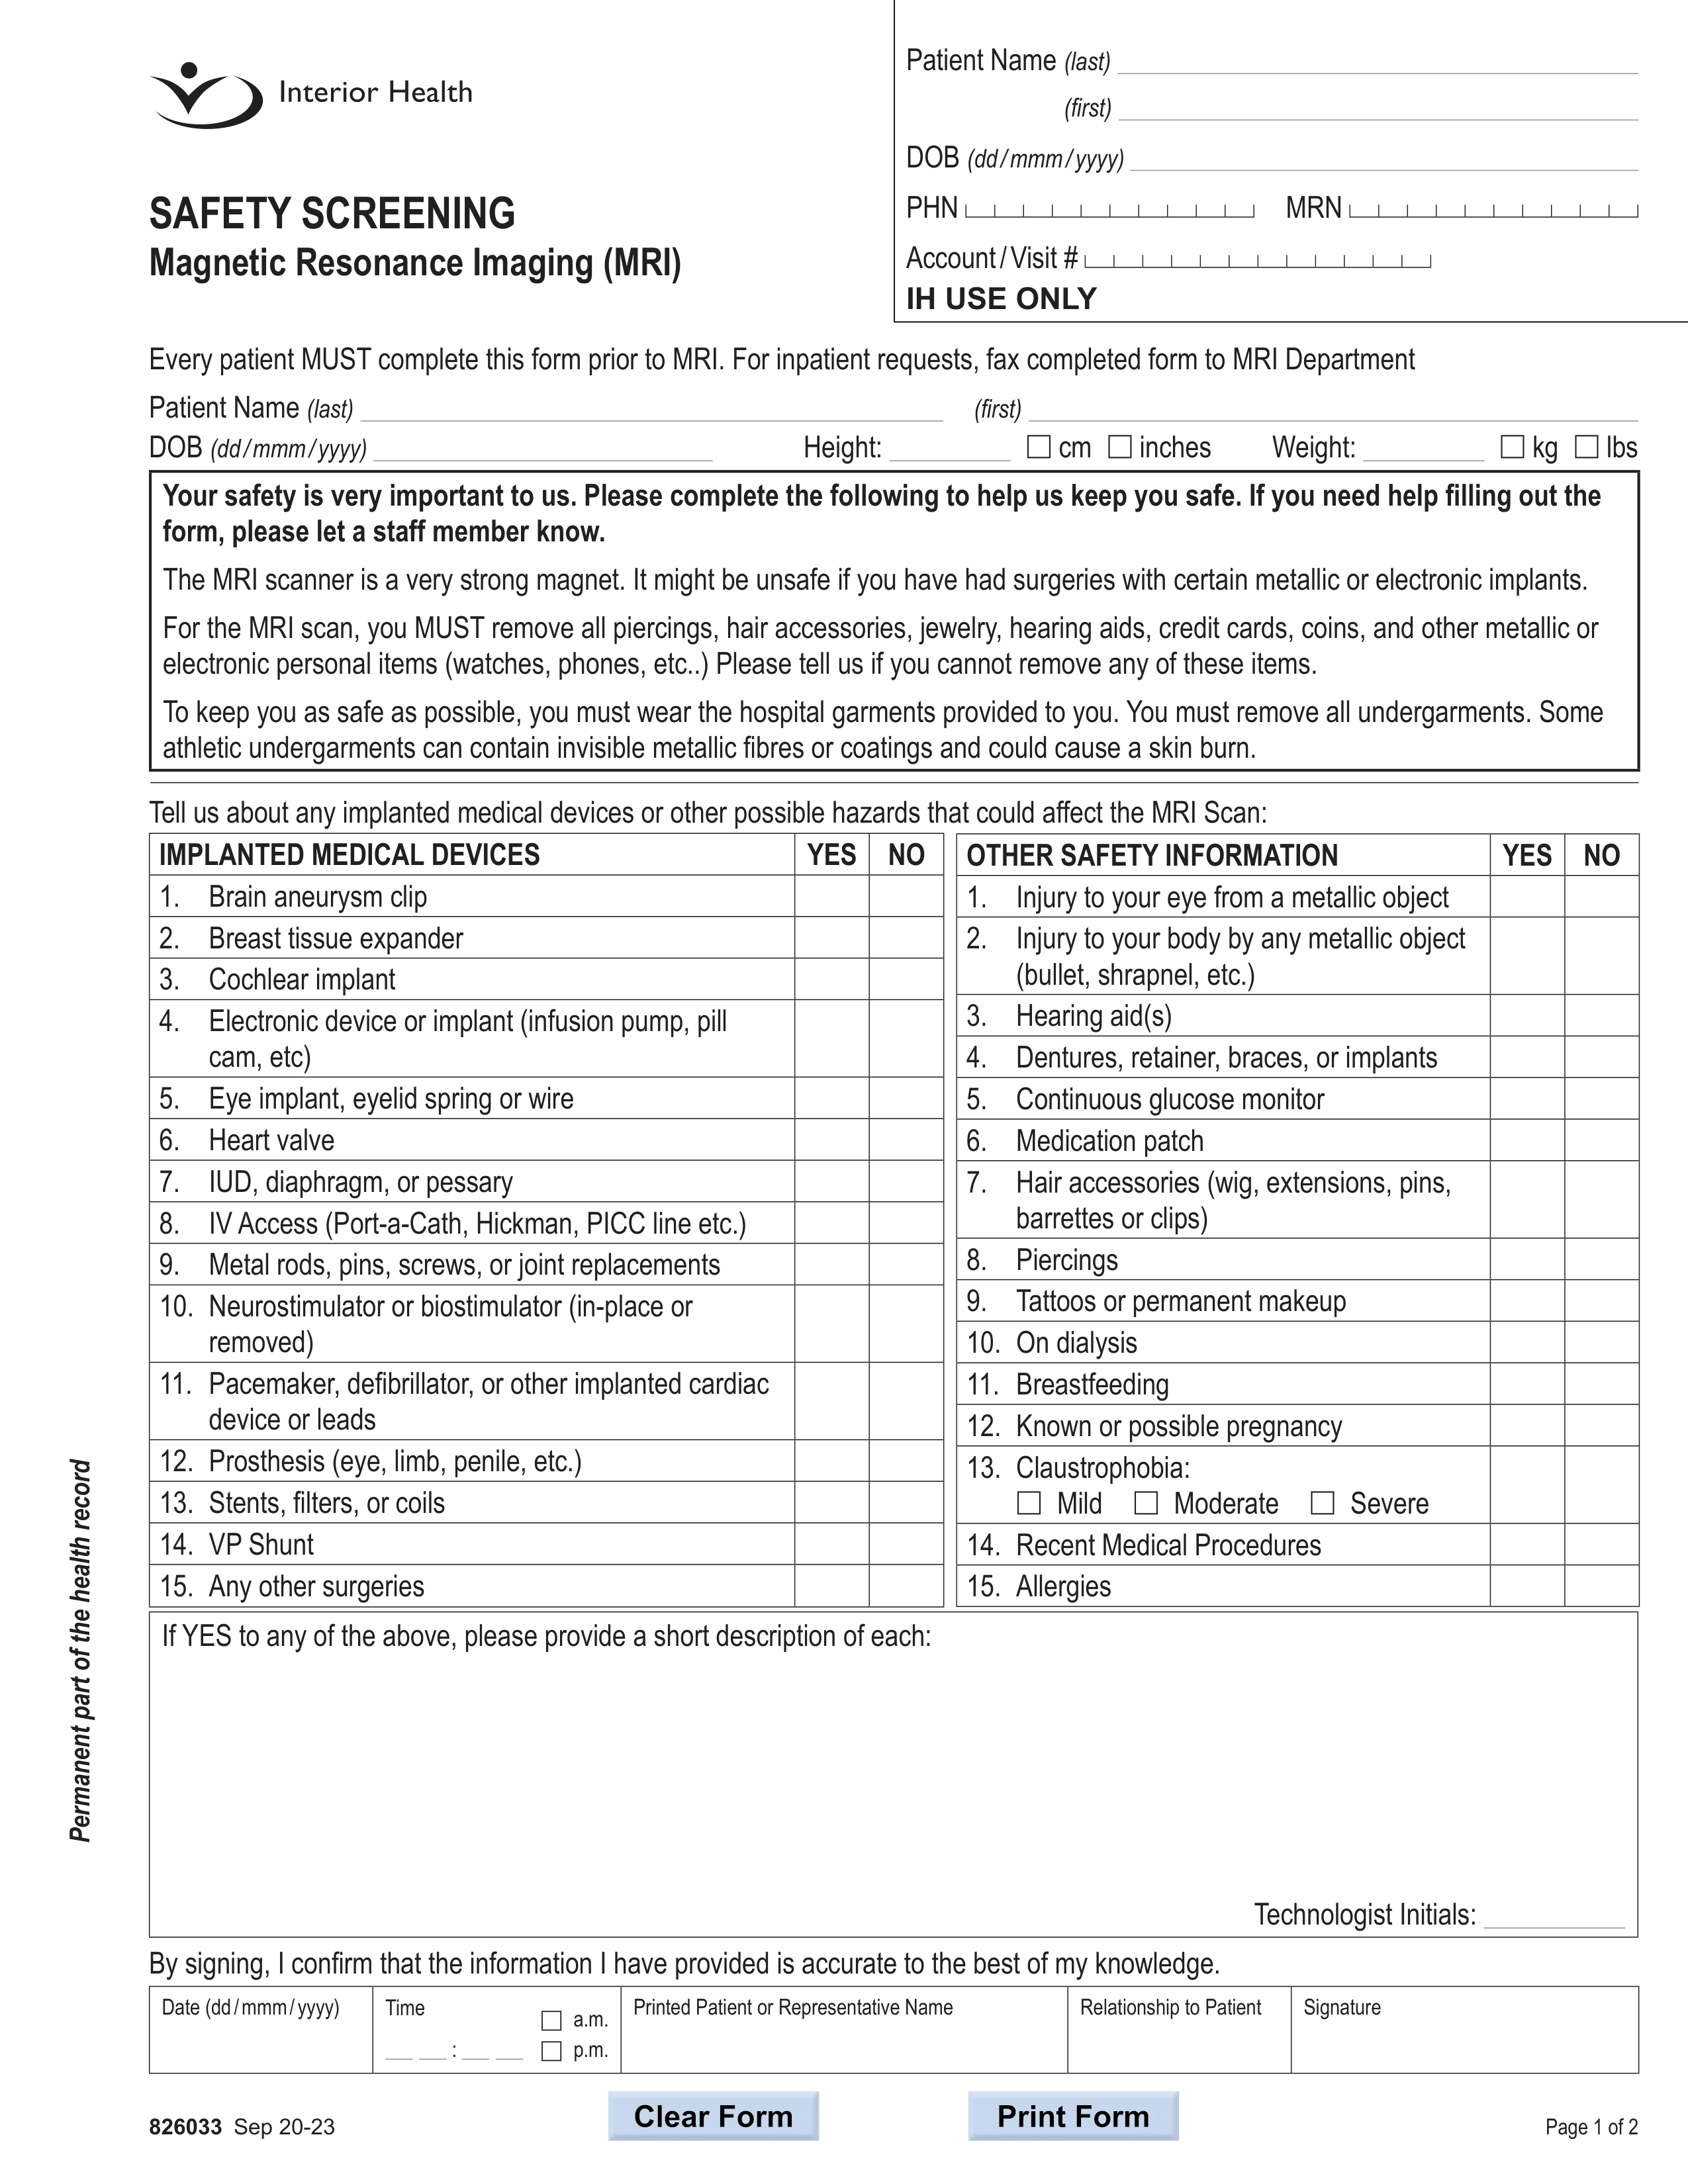 Interior Health
Patient Name (last)
(first)
DOB (dd/mmm/yyyy)
PHN MRN
Account/Visit #
IH USE ONLY
SAFETY SCREENING
Magnetic Resonance Imaging (MRI)
Every patient MUST complete this form prior to MRI. For inpatient requests, fax completed form to MRI Department
Patient Name (last) (first)
DOB (dd/mmm/yyyy) Height: cm inches Weight: kg lbs
Your safety is very important to us. Please complete the following to help us keep you safe. If you need help filling out the
form, please let a staff member know.
The MRI scanner is a very strong magnet. It might be unsafe if you have had surgeries with certain metallic or electronic implants.
For the MRI scan, you MUST remove all piercings, hair accessories, jewelry, hearing aids, credit cards, coins, and other metallic or
electronic personal items (watches, phones, etc..) Please tell us if you cannot remove any of these items.
To keep you as safe as possible, you must wear the hospital garments provided to you. You must remove all undergarments. Some
athletic undergarments can contain invisible metallic fibres or coatings and could cause a skin burn.
Tell us about any implanted medical devices or other possible hazards that could affect the MRI Scan:
IMPLANTED MEDICAL DEVICES YES NO
1. Brain aneurysm clip
2. Breast tissue expander
3. Cochlear implant
4. Electronic device or implant (infusion pump, pill
cam, etc)
5. Eye implant, eyelid spring or wire
6. Heart valve
7. IUD, diaphragm, or pessary
8. IV Access (Port-a-Cath, Hickman, PICC line etc.)
9. Metal rods, pins, screws, or joint replacements
10. Neurostimulator or biostimulator (in-place or
removed)
11. Pacemaker, defibrillator, or other implanted cardiac
device or leads
12. Prosthesis (eye, limb, penile, etc.)
13. Stents, filters, or coils
14. VP Shunt
15. Any other surgeries
OTHER SAFETY INFORMATION YES NO
1. Injury to your eye from a metallic object
2. Injury to your body by any metallic object
(bullet, shrapnel, etc.)
3. Hearing aid(s)
4. Dentures, retainer, braces, or implants
5. Continuous glucose monitor
6. Medication patch
7. Hair accessories (wig, extensions, pins,
barrettes or clips)
8. Piercings
9. Tattoos or permanent makeup
10. On dialysis
11. Breastfeeding
12. Known or possible pregnancy
13. Claustrophobia:
Mild Moderate Severe
14. Recent Medical Procedures
15. Allergies
If YES to any of the above, please provide a short description of each:
Technologist Initials:
By signing, I confirm that the information I have provided is accurate to the best of my knowledge.
Date (dd/mmm/yyyy) Time a.m. Printed Patient or Representative Name Relationship to Patient Signature
: p.m.
Clear Form Print Form
826033 Sep 20-23 Page 1 of 2
Permanent part of the health record